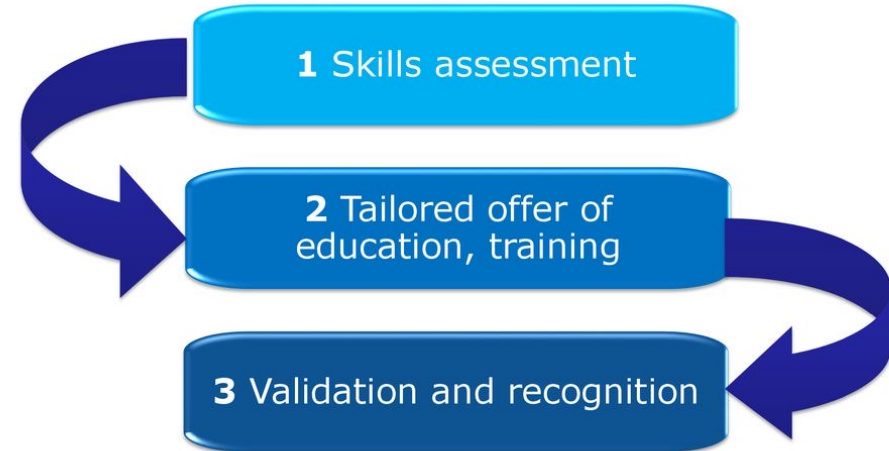 1 Skills assessment
2 Tailored offer of
education, training
3 Validation and recognition